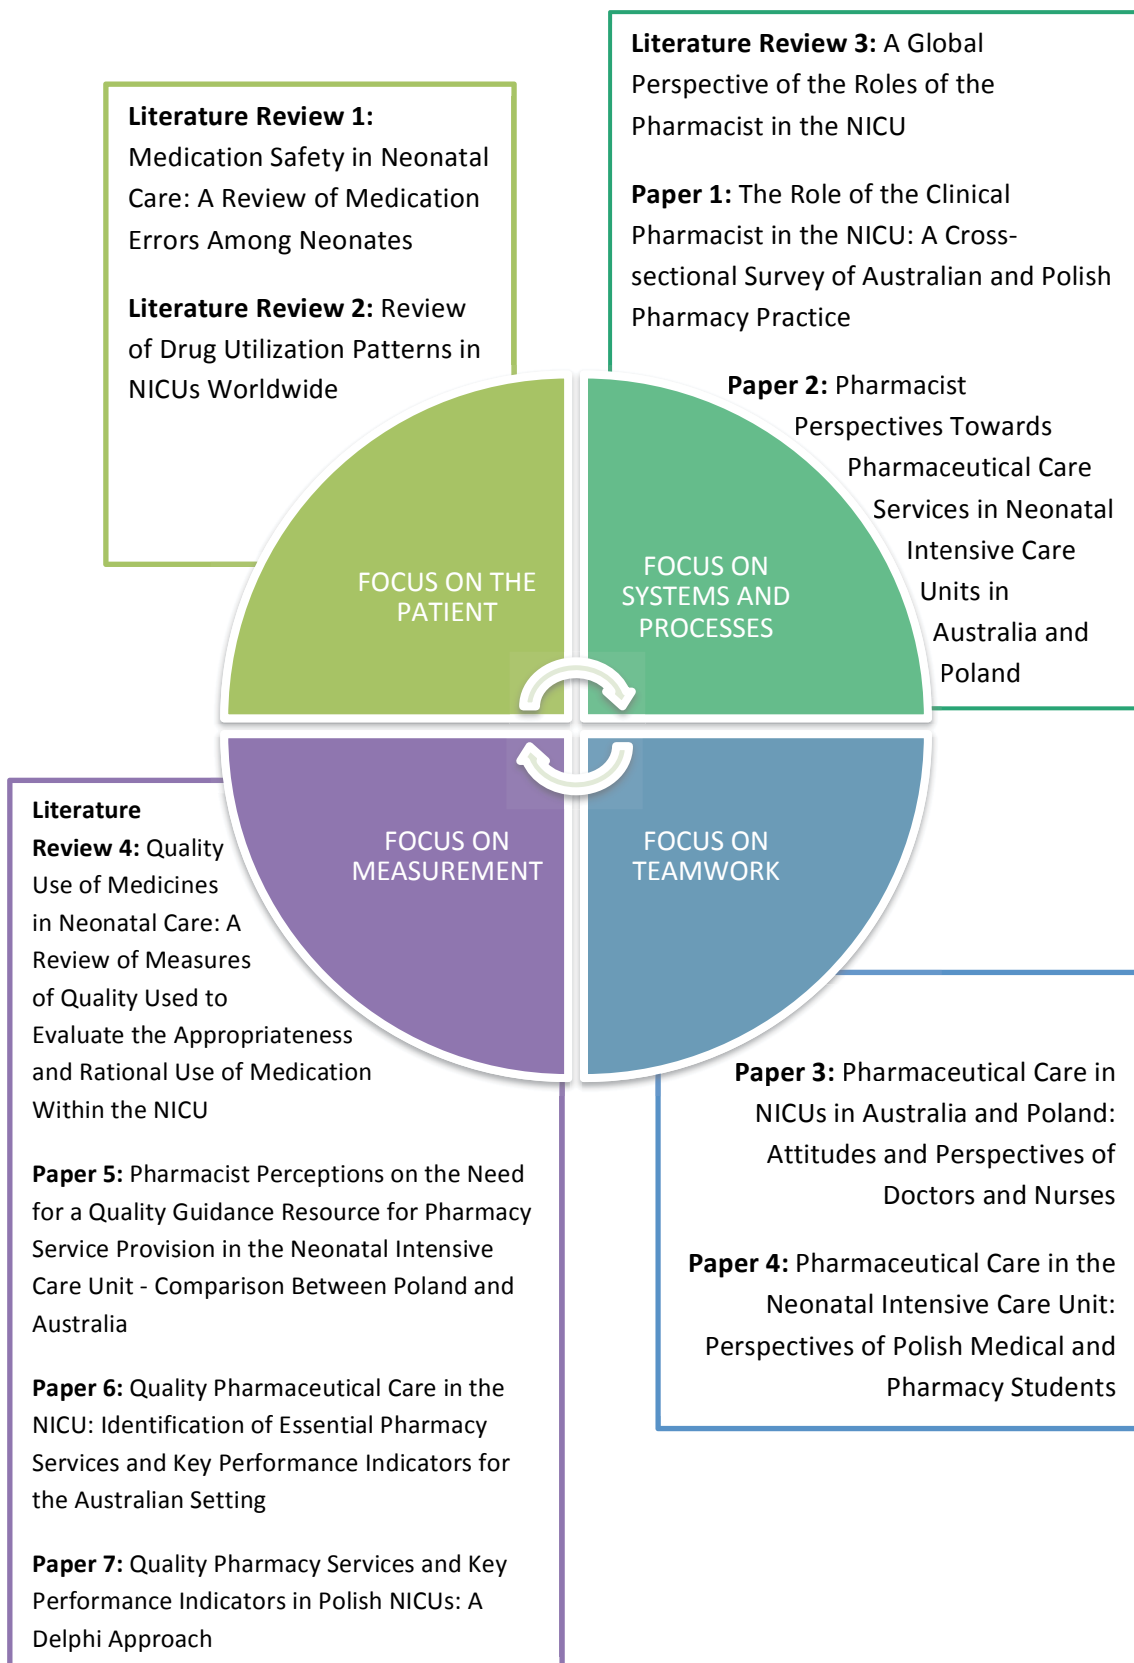 Literature Review 1:
Medication Safety in Neonatal
Care: A Review of Medication
Errors Among Neonates
Literature Review 2: Review
of Drug Utilization Patterns in
NICUs Worldwide
Literature Review 3: A Global
Perspective of the Roles of the
Pharmacist in the NICU
Paper 1: The Role of the Clinical
Pharmacist in the NICU: A Cross-
sectional Survey of Australian and Polish
Pharmacy Practice
Paper 2: Pharmacist
Perspectives Towards
Pharmaceutical Care
Services in Neonatal
Intensive Care
Units in
Australia and
Poland
FOCUS ON THE
PATIENT
FOCUS ON
SYSTEMS AND
PROCESSES
FOCUS ON
MEASUREMENT
FOCUS ON
TEAMWORK
Literature
Review 4: Quality
Use of Medicines
in Neonatal Care: A
Review of Measures
of Quality Used to
Evaluate the Appropriateness
and Rational Use of Medication
Within the NICU
Paper 5: Pharmacist Perceptions on the Need
for a Quality Guidance Resource for Pharmacy
Service Provision in the Neonatal Intensive
Care Unit - Comparison Between Poland and
Australia
Paper 6: Quality Pharmaceutical Care in the
NICU: Identification of Essential Pharmacy
Services and Key Performance Indicators for
the Australian Setting
Paper 7: Quality Pharmacy Services and Key
Performance Indicators in Polish NICUs: A
Delphi Approach
Paper 3: Pharmaceutical Care in
NICUs in Australia and Poland:
Attitudes and Perspectives of
Doctors and Nurses
Paper 4: Pharmaceutical Care in the
Neonatal Intensive Care Unit:
Perspectives of Polish Medical and
Pharmacy Students